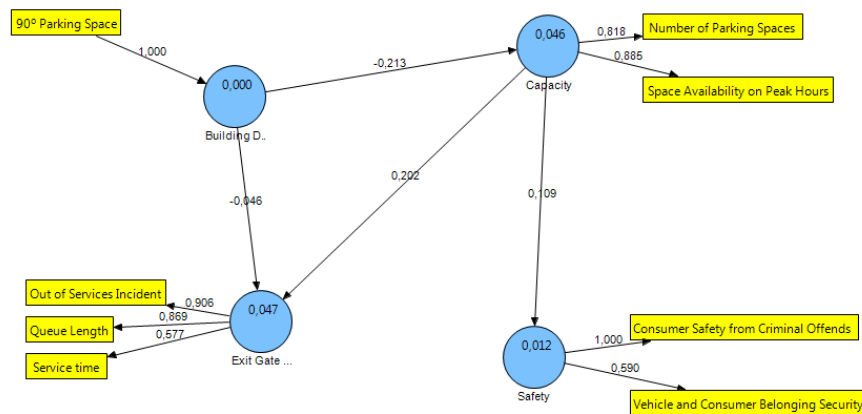 90º Parking Space
1,000
0,000
Building D..
-0,213
0,046
Capacity
0,818
Number of Parking Spaces
0,885
Space Availability on Peak Hours
-0,046
0,202
0,109
Out of Services Incident
0,906
Queue Length
0,869
Service time
0,577
0,047
Exit Gate ...
0,012
Safety
1,000
Consumer Safety from Criminal Offends
0,590
Vehicle and Consumer Belonging Security